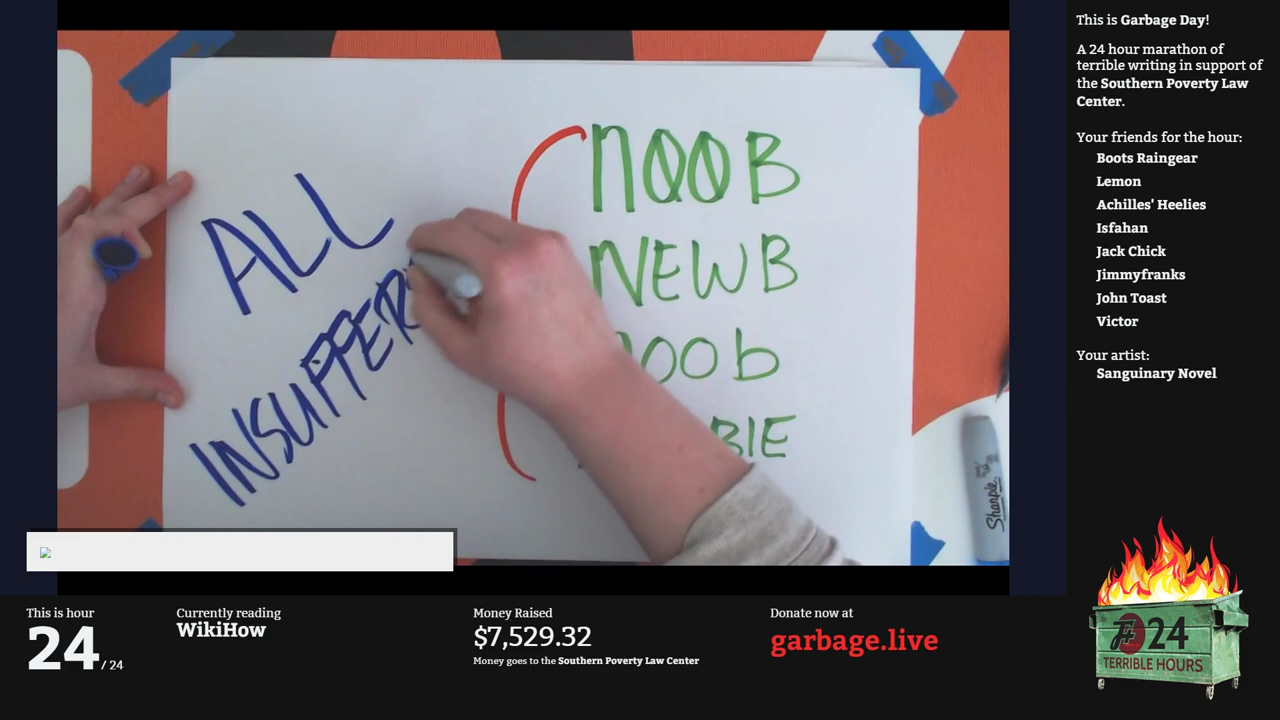 ALL
INSUFFER
NOOB
NEWB
noob
BIE
Sharpie
This is Garbage Day!
A 24 hour marathon of
terrible writing in support of
the Southern Poverty Law
Center.
Your friends for the hour:
Boots Raingear
Lemon
Achilles' Heelies
Isfahan
Jack Chick
Jimmyfranks
John Toast
Victor
Your artist:
Sanguinary Novel
This is hour
24 / 24
Currently reading
WikiHow
Money Raised
$7,529.32
Money goes to the Southern Poverty Law Center
Donate now at
garbage.live
24
TERRIBLE HOURS